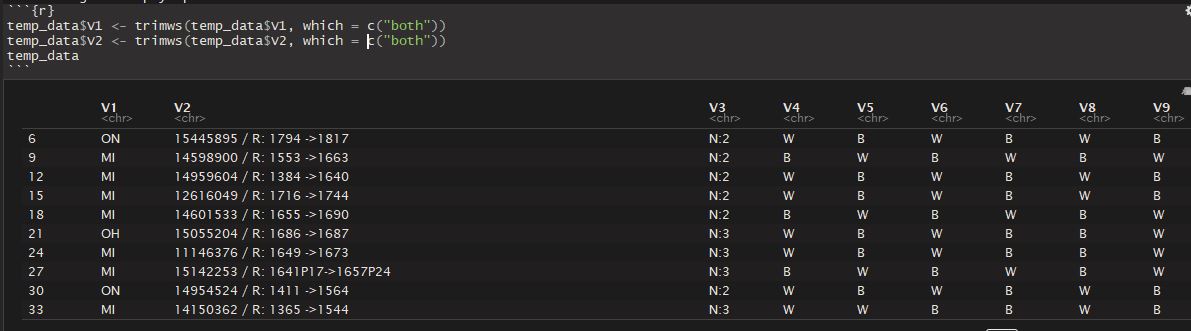 ```{r}
temp_data$V1 <- trimws(temp_data$V1, which = c("both"))
temp_data$V2 <- trimws(temp_data$V2, which = c("both"))
temp_data
```
V1 V2 V3 V4 V5 V6 V7 V8 V9
<chr> <chr> <chr> <chr> <chr> <chr> <chr> <chr> <chr>
6 ON 15445895 / R: 1794 ->1817 N:2 W B W B W B
9 MI 14598900 / R: 1553 ->1663 N:2 B W B W B W
12 MI 14959604 / R: 1384 ->1640 N:2 W B W B W B
15 MI 12616049 / R: 1716 ->1744 N:2 W B W B W B
18 MI 14601533 / R: 1655 ->1690 N:2 B W B W B W
21 OH 15055204 / R: 1686 ->1687 N:3 W B W B B W
24 MI 11146376 / R: 1649 ->1673 N:3 W B W B B W
27 MI 15142253 / R: 1641P17->1657P24 N:3 B W B W B W
30 ON 14954524 / R: 1411 ->1564 N:2 W B W B W B
33 MI 14150362 / R: 1365 ->1544 N:3 W W B B W B